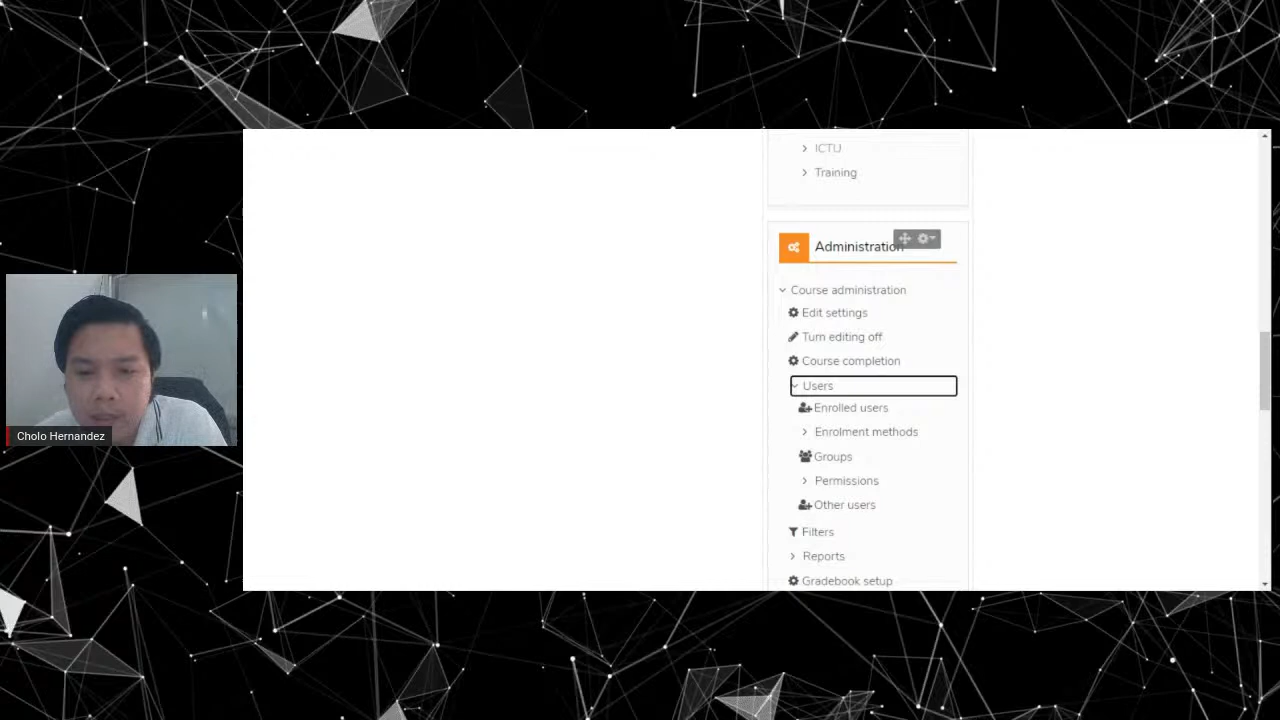 ICTU
Training
Administration
Course administration
Edit settings
Turn editing off
Course completion
Users
Enrolled users
Enrolment methods
Groups
Permissions
Other users
Filters
Reports
Gradebook setup
Cholo Hernandez